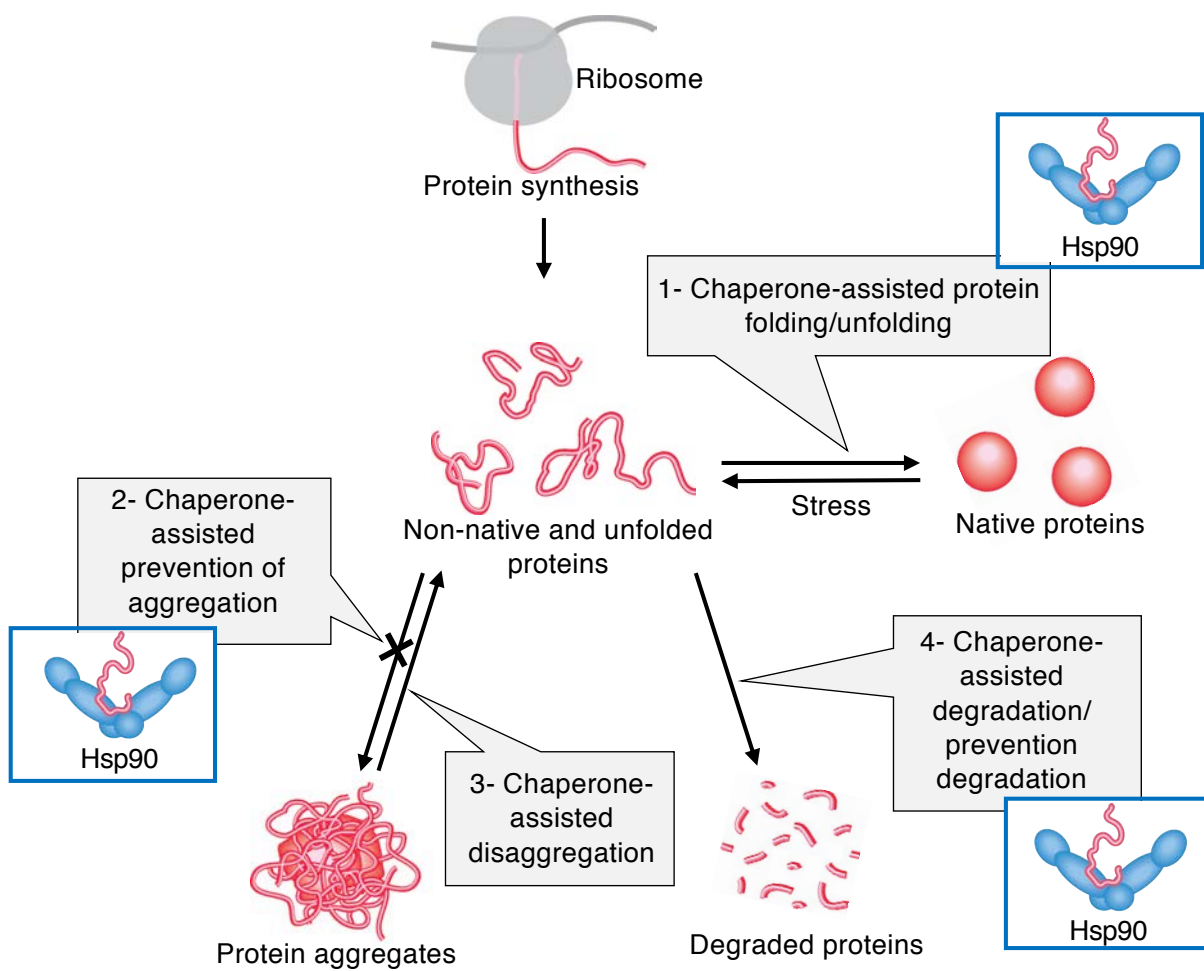 Ribosome
Protein synthesis
Hsp90
1- Chaperone-assisted protein
folding/unfolding
Stress
Native proteins
Non-native and unfolded
proteins
2- Chaperone-
assisted
prevention of
aggregation
Hsp90
3- Chaperone-
assisted
disaggregation
4- Chaperone-
assisted
degradation/
prevention
degradation
Hsp90
Protein aggregates
Degraded proteins